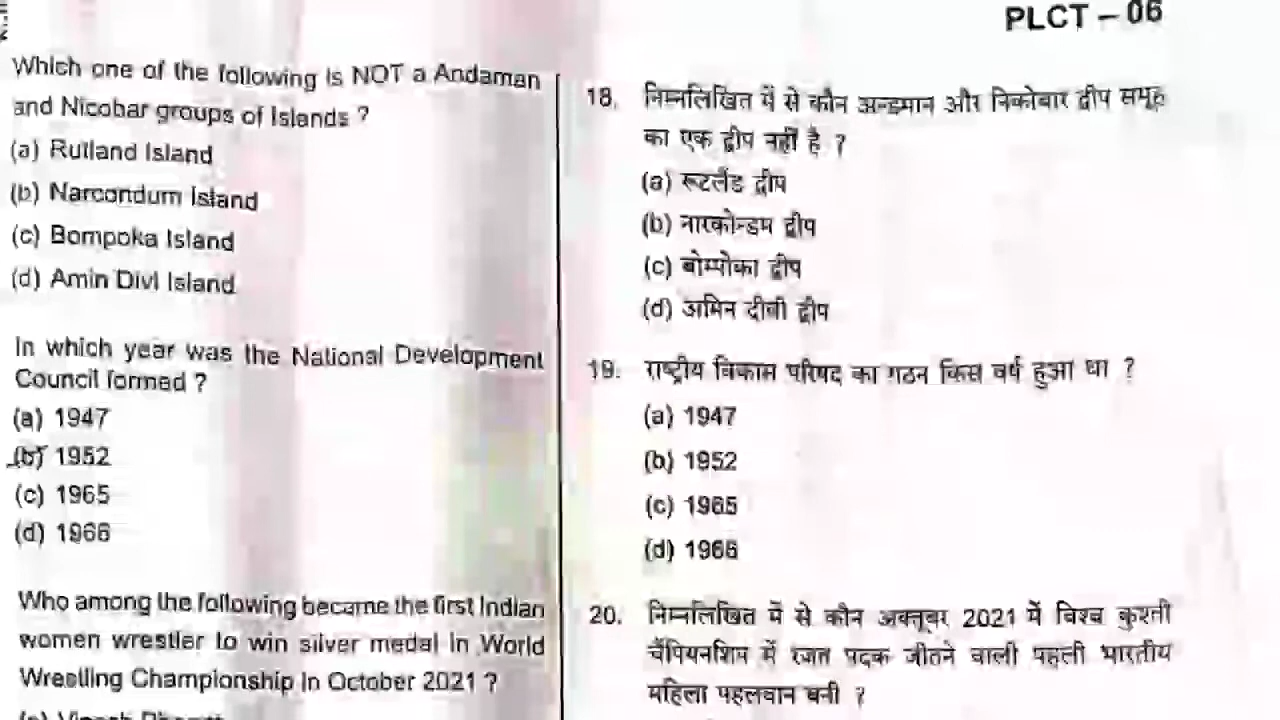 PLCT – 06
Which one of the following is NOT a Andaman
and Nicobar groups of Islands ?
(a) Rutland Island
(b) Narcondum Island
(c) Bompoka Island
(d) Amin Divi Island
In which year was the National Development
Council formed ?
(a) 1947
(b) 1952
(c) 1965
(d) 1966
Who among the following became the first Indian
women wrestler to win silver medal in World
Wrestling Championship in October 2021 ?
18. निम्नलिखित में से कौन अन्डमान और निकोबार द्वीप समूह
का एक द्वीप नहीं है ?
(a) रूटलैंड द्वीप
(b) नारकोन्डम द्वीप
(c) बोम्पोका द्वीप
(d) अमिन दीवी द्वीप
19. राष्ट्रीय विकास परिषद का गठन किस वर्ष हुआ था ?
(a) 1947
(b) 1952
(c) 1965
(d) 1966
20. निम्नलिखित में से कौन अक्तूबर 2021 में विश्व कुश्ती
चैंपियनशिप में रजत पदक जीतने वाली पहली भारतीय
महिला पहलवान बनी ?